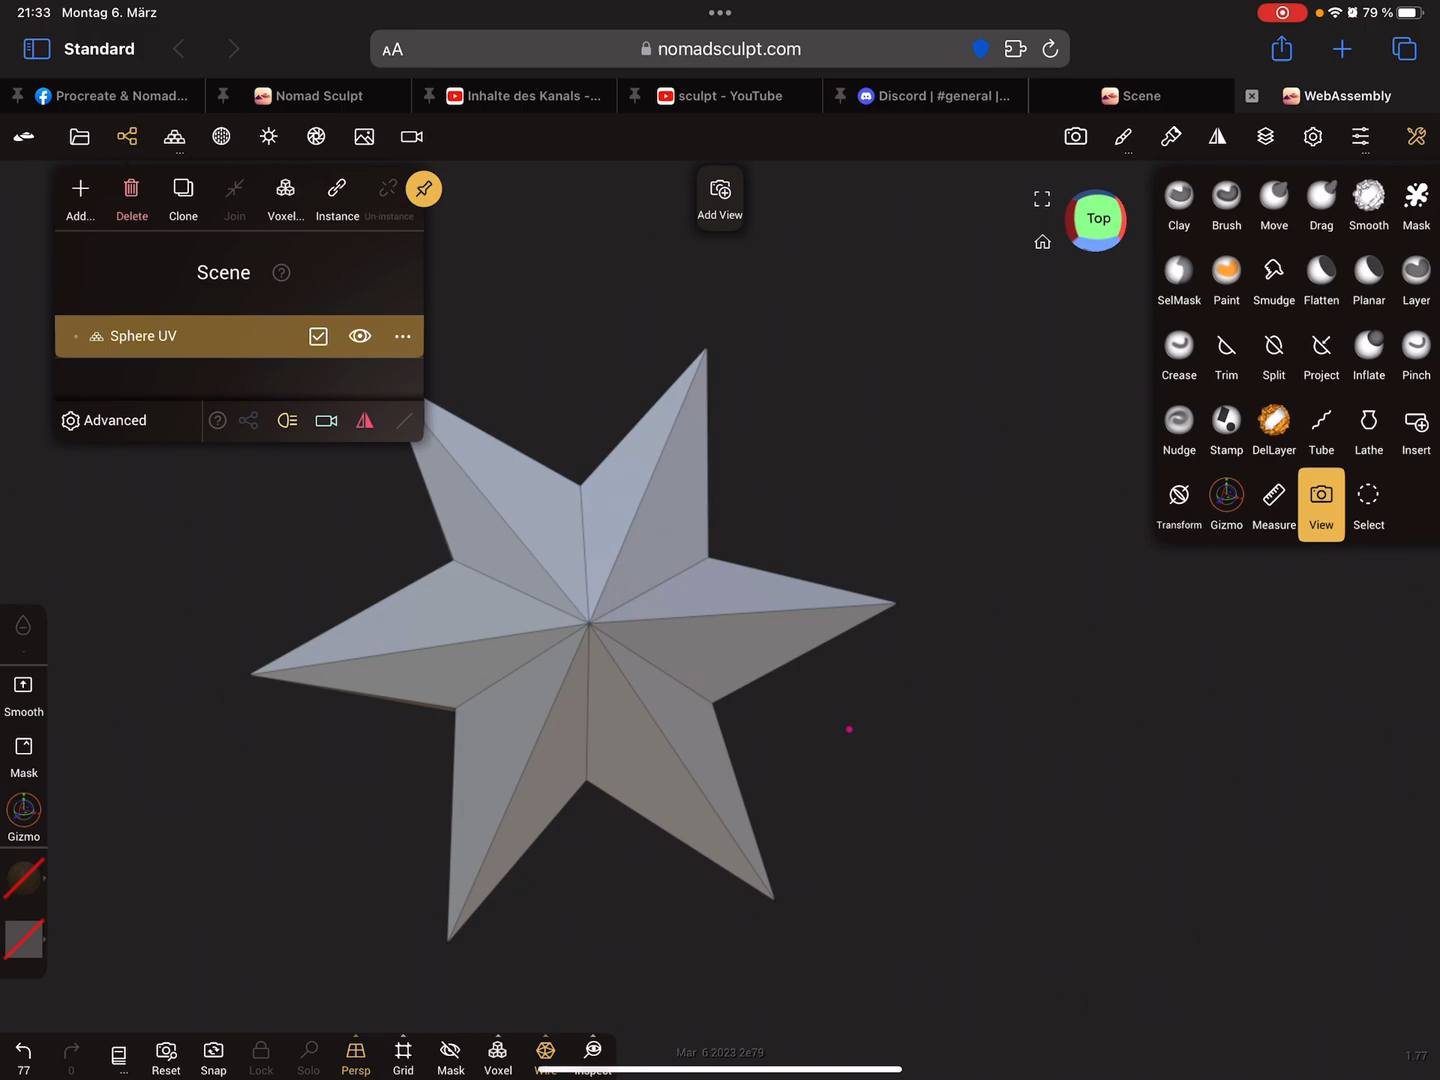 21:33 Montag 6. März
79 %
Standard
AA
nomadsculpt.com
Procreate & Nomad...
Nomad Sculpt
Inhalte des Kanals -...
sculpt - YouTube
Discord | #general |...
Scene
WebAssembly
Add...
Delete
Clone
Join
Voxel...
Instance
Un-instance
Scene ?
Sphere UV
Advanced
?
Add View
Top
Clay Brush Move Drag Smooth Mask
SelMask Paint Smudge Flatten Planar Layer
Crease Trim Split Project Inflate Pinch
Nudge Stamp DelLayer Tube Lathe Insert
Transform Gizmo Measure View Select
Smooth
Mask
Gizmo
77 0 ... Reset Snap Lock Solo Persp Grid Mask Voxel Wire Inspect
Mar 6 2023 2e79
1.77